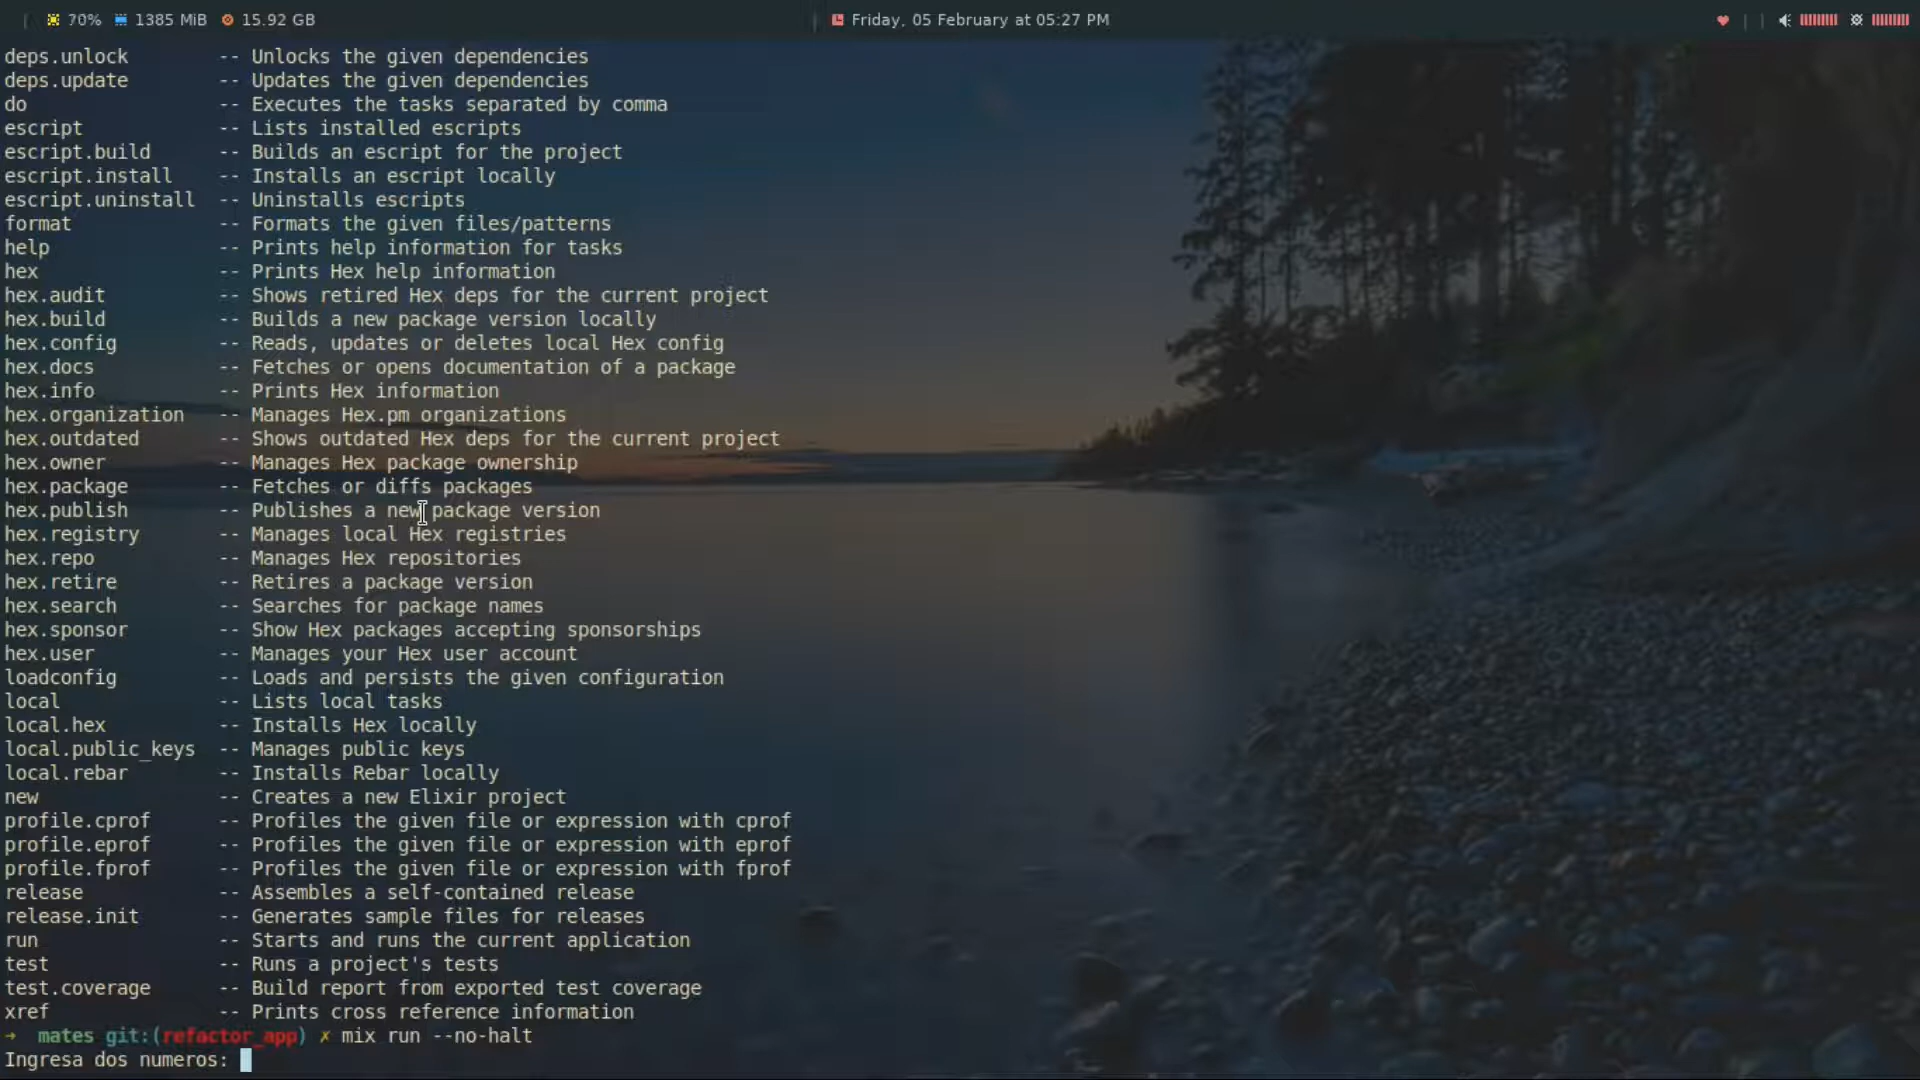 70% 1385 MiB 15.92 GB Friday, 05 February at 05:27 PM
deps.unlock -- Unlocks the given dependencies
deps.update -- Updates the given dependencies
do -- Executes the tasks separated by comma
escript -- Lists installed escripts
escript.build -- Builds an escript for the project
escript.install -- Installs an escript locally
escript.uninstall -- Uninstalls escripts
format -- Formats the given files/patterns
help -- Prints help information for tasks
hex -- Prints Hex help information
hex.audit -- Shows retired Hex deps for the current project
hex.build -- Builds a new package version locally
hex.config -- Reads, updates or deletes local Hex config
hex.docs -- Fetches or opens documentation of a package
hex.info -- Prints Hex information
hex.organization -- Manages Hex.pm organizations
hex.outdated -- Shows outdated Hex deps for the current project
hex.owner -- Manages Hex package ownership
hex.package -- Fetches or diffs packages
hex.publish -- Publishes a new package version
hex.registry -- Manages local Hex registries
hex.repo -- Manages Hex repositories
hex.retire -- Retires a package version
hex.search -- Searches for package names
hex.sponsor -- Show Hex packages accepting sponsorships
hex.user -- Manages your Hex user account
loadconfig -- Loads and persists the given configuration
local -- Lists local tasks
local.hex -- Installs Hex locally
local.public_keys -- Manages public keys
local.rebar -- Installs Rebar locally
new -- Creates a new Elixir project
profile.cprof -- Profiles the given file or expression with cprof
profile.eprof -- Profiles the given file or expression with eprof
profile.fprof -- Profiles the given file or expression with fprof
release -- Assembles a self-contained release
release.init -- Generates sample files for releases
run -- Starts and runs the current application
test -- Runs a project's tests
test.coverage -- Build report from exported test coverage
xref -- Prints cross reference information
→ mates git:(refactor_app) ✗ mix run --no-halt
Ingresa dos numeros: